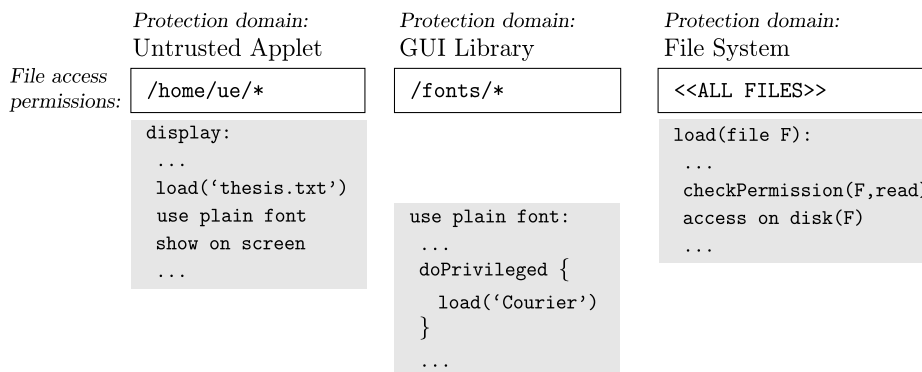 Protection domain:
Untrusted Applet
Protection domain:
GUI Library
Protection domain:
File System
File access
permissions:
/home/ue/*
/fonts/*
<<ALL FILES>>
display:
...
load(‘thesis.txt’)
use plain font
show on screen
...
use plain font:
...
doPrivileged {
load(‘Courier’)
}
...
load(file F):
...
checkPermission(F,read)
access on disk(F)
...